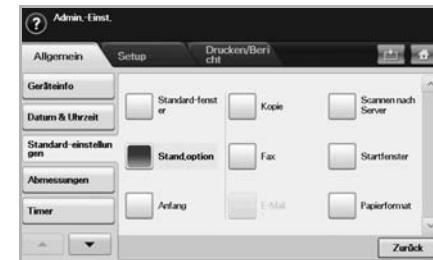 ? Admin.-Einst.
Allgemein
Setup
Drucken/Beri
cht
Geräteinfo
Datum & Uhrzeit
Standard-einstellun
gen
Abmessungen
Timer
Standard-fenst
er
Kopie
Scannen nach
Server
Stand.option
Fax
Startfenster
Anfang
E-Mail
Papierformat
Zurück